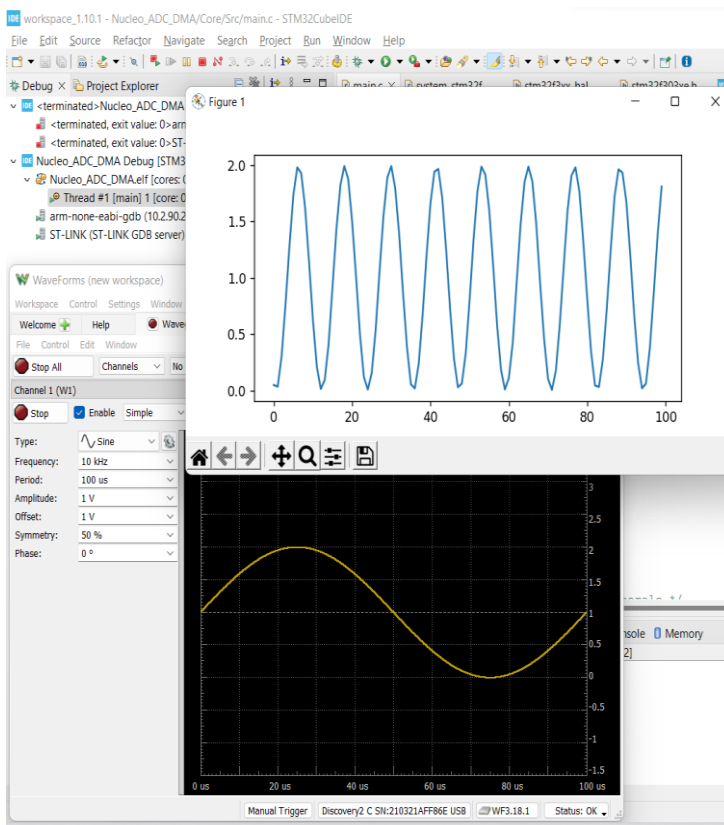 IDE workspace_1.10.1 - Nucleo_ADC_DMA/Core/Src/main.c - STM32CubeIDE
File Edit Source Refactor Navigate Search Project Run Window Help
Debug Project Explorer
<terminated>Nucleo_ADC_DMA
<terminated, exit value: 0>arn
<terminated, exit value: 0>ST-
Nucleo_ADC_DMA Debug [STM3
Nucleo_ADC_DMA.elf [cores: 0
Thread #1 [main] 1 [core: 0
arm-none-eabi-gdb (10.2.90.2
ST-LINK (ST-LINK GDB server)
Figure 1
2.0
1.5
1.0
0.5
0.0
0 20 40 60 80 100
WaveForms (new workspace)
Workspace Control Settings Window
Welcome Help Wave
File Control Edit Window
Stop All Channels No
Channel 1 (W1)
Stop Enable Simple
Type: Sine
Frequency: 10 kHz
Period: 100 us
Amplitude: 1 V
Offset: 1 V
Symmetry: 50 %
Phase: 0 º
3
2.5
2
1.5
1
0.5
0
-0.5
-1
-1.5
0 us 20 us 40 us 60 us 80 us 100 us
nsole Memory
2]
Manual Trigger Discovery2 C SN:210321AFF86E USB WF3.18.1 Status: OK